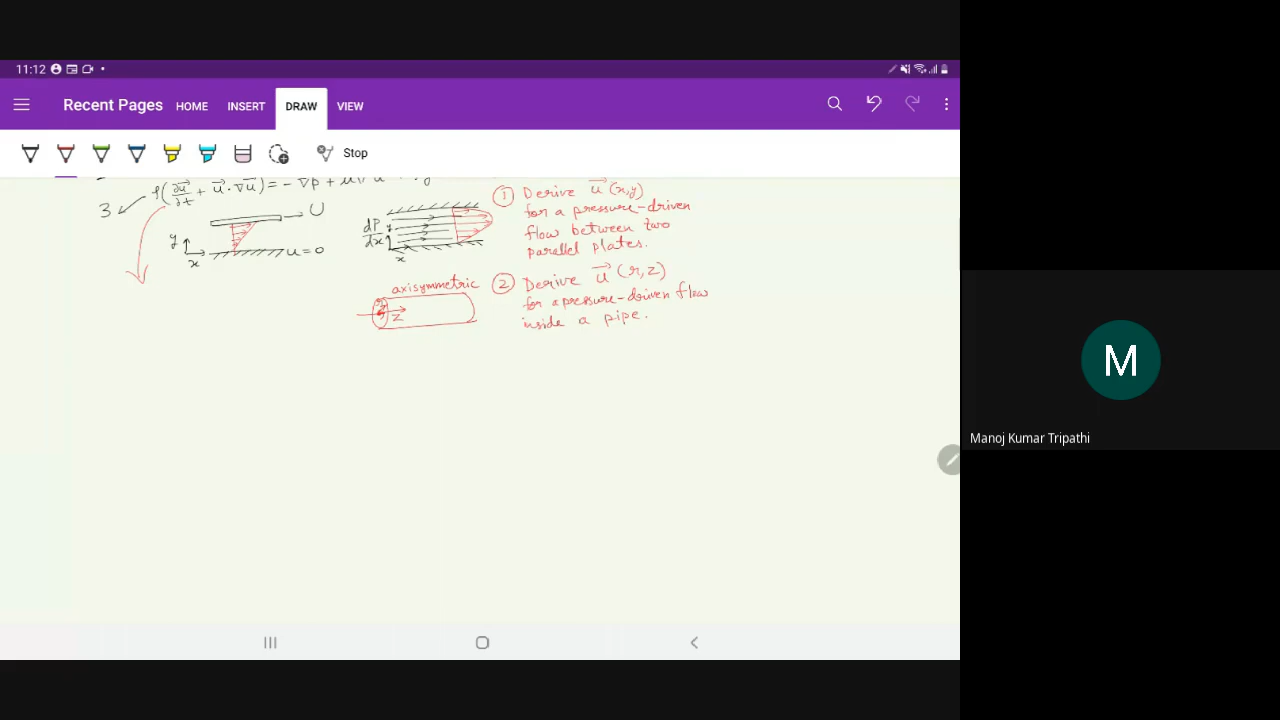 11:12
Recent Pages HOME INSERT DRAW VIEW
Stop
ρ(∂u⃗/∂t + u⃗·∇u⃗) = -∇p + μ∇
3
U
y
x
u=0
dP/dx
y
x
① Derive u⃗(x,y)
for a pressure-driven
flow between two
parallel plates.
axisymmetric
z
② Derive u⃗(r,z)
for a pressure-driven flow
inside a pipe.
M
Manoj Kumar Tripathi